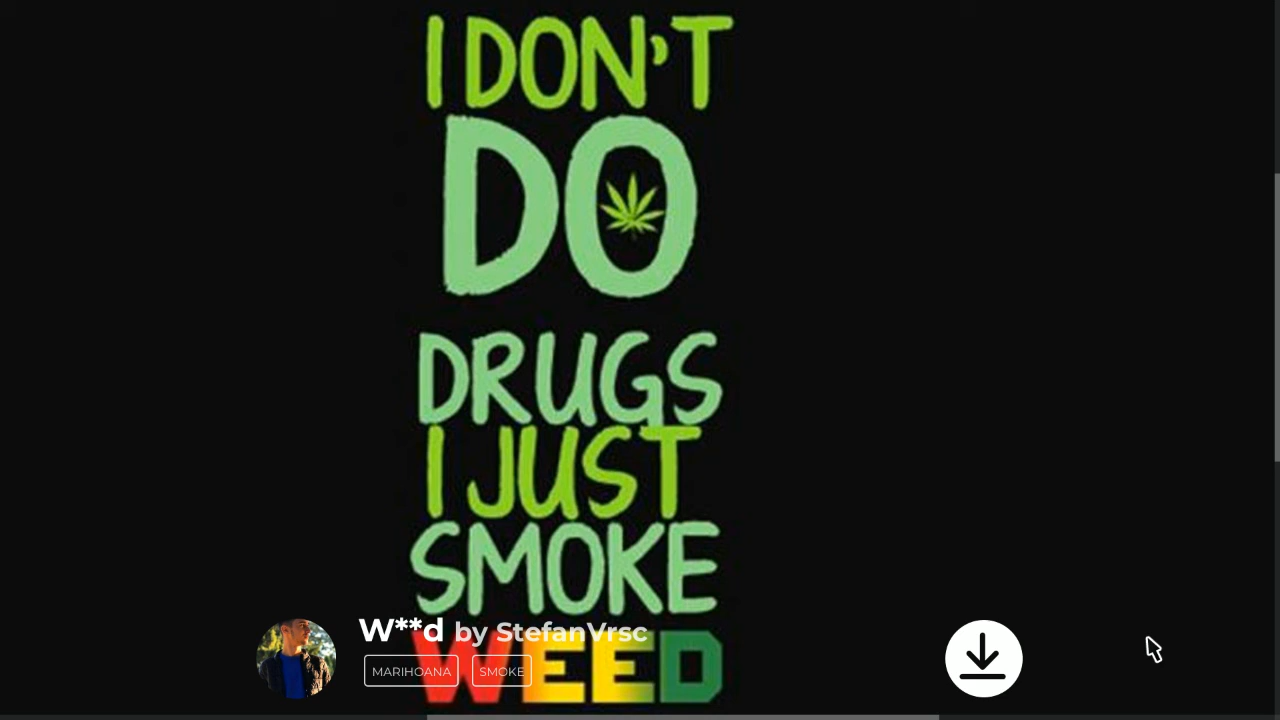 I DON'T
DO
DRUGS
I JUST
SMOKE
WEED
W**d by StefanVrsc
MARIHOANA SMOKE